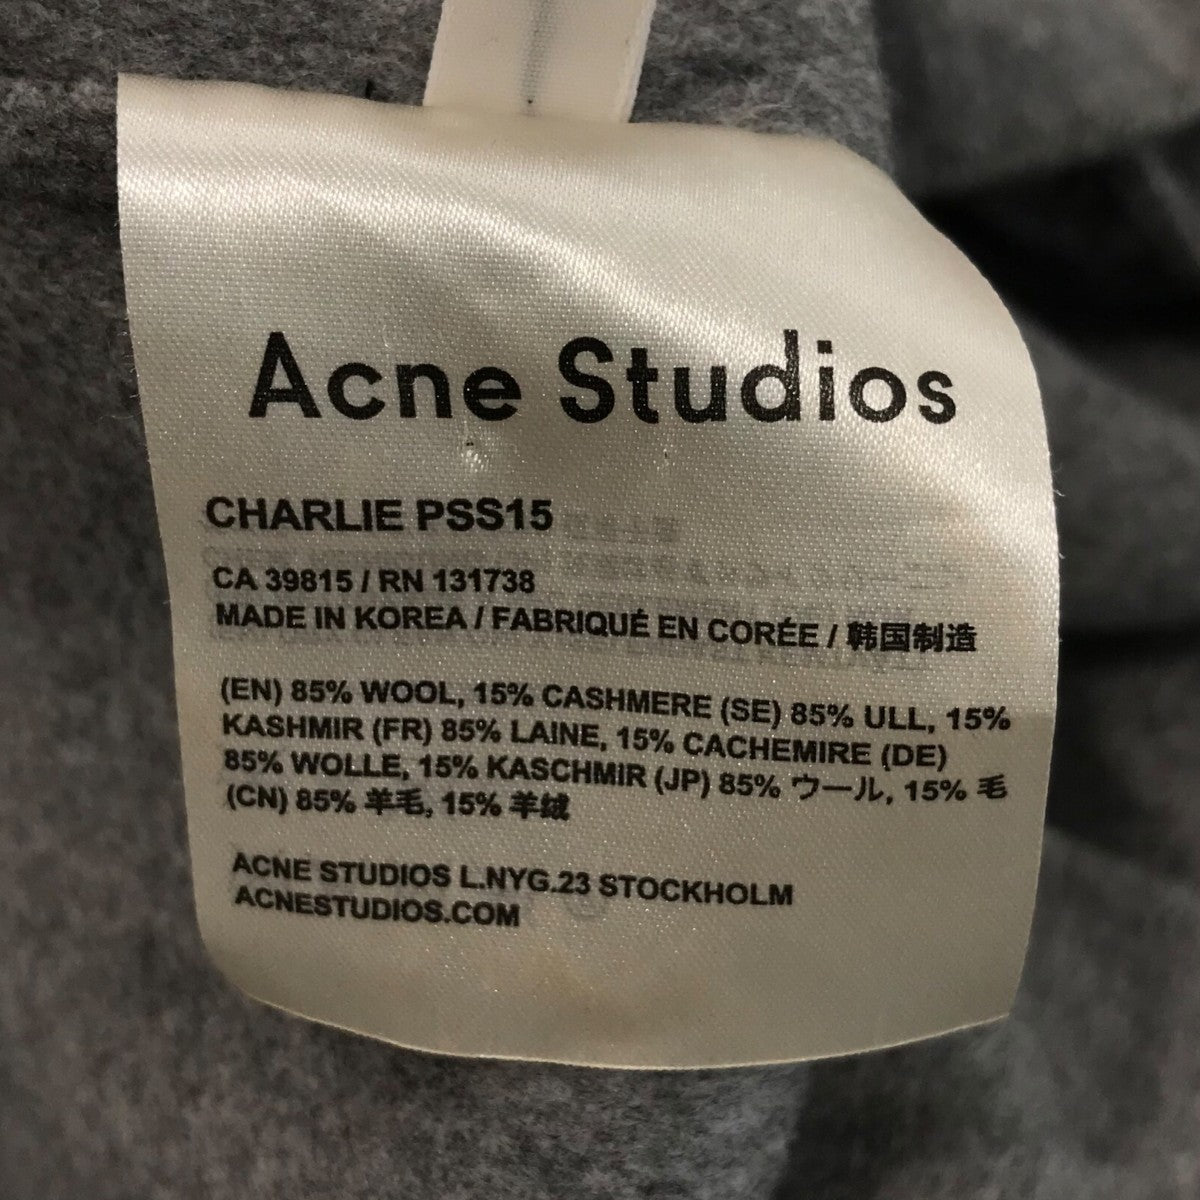 Acne Studios
CHARLIE PSS15
CA 39815 / RN 131738
MADE IN KOREA / FABRIQUÉ EN CORÉE / 韩国制造
(EN) 85% WOOL, 15% CASHMERE (SE) 85% ULL, 15%
KASHMIR (FR) 85% LAINE, 15% CACHEMIRE (DE)
85% WOLLE, 15% KASCHMIR (JP) 85% ウール, 15% 毛
(CN) 85% 羊毛, 15% 羊绒
ACNE STUDIOS L.NYG.23 STOCKHOLM
ACNESTUDIOS.COM